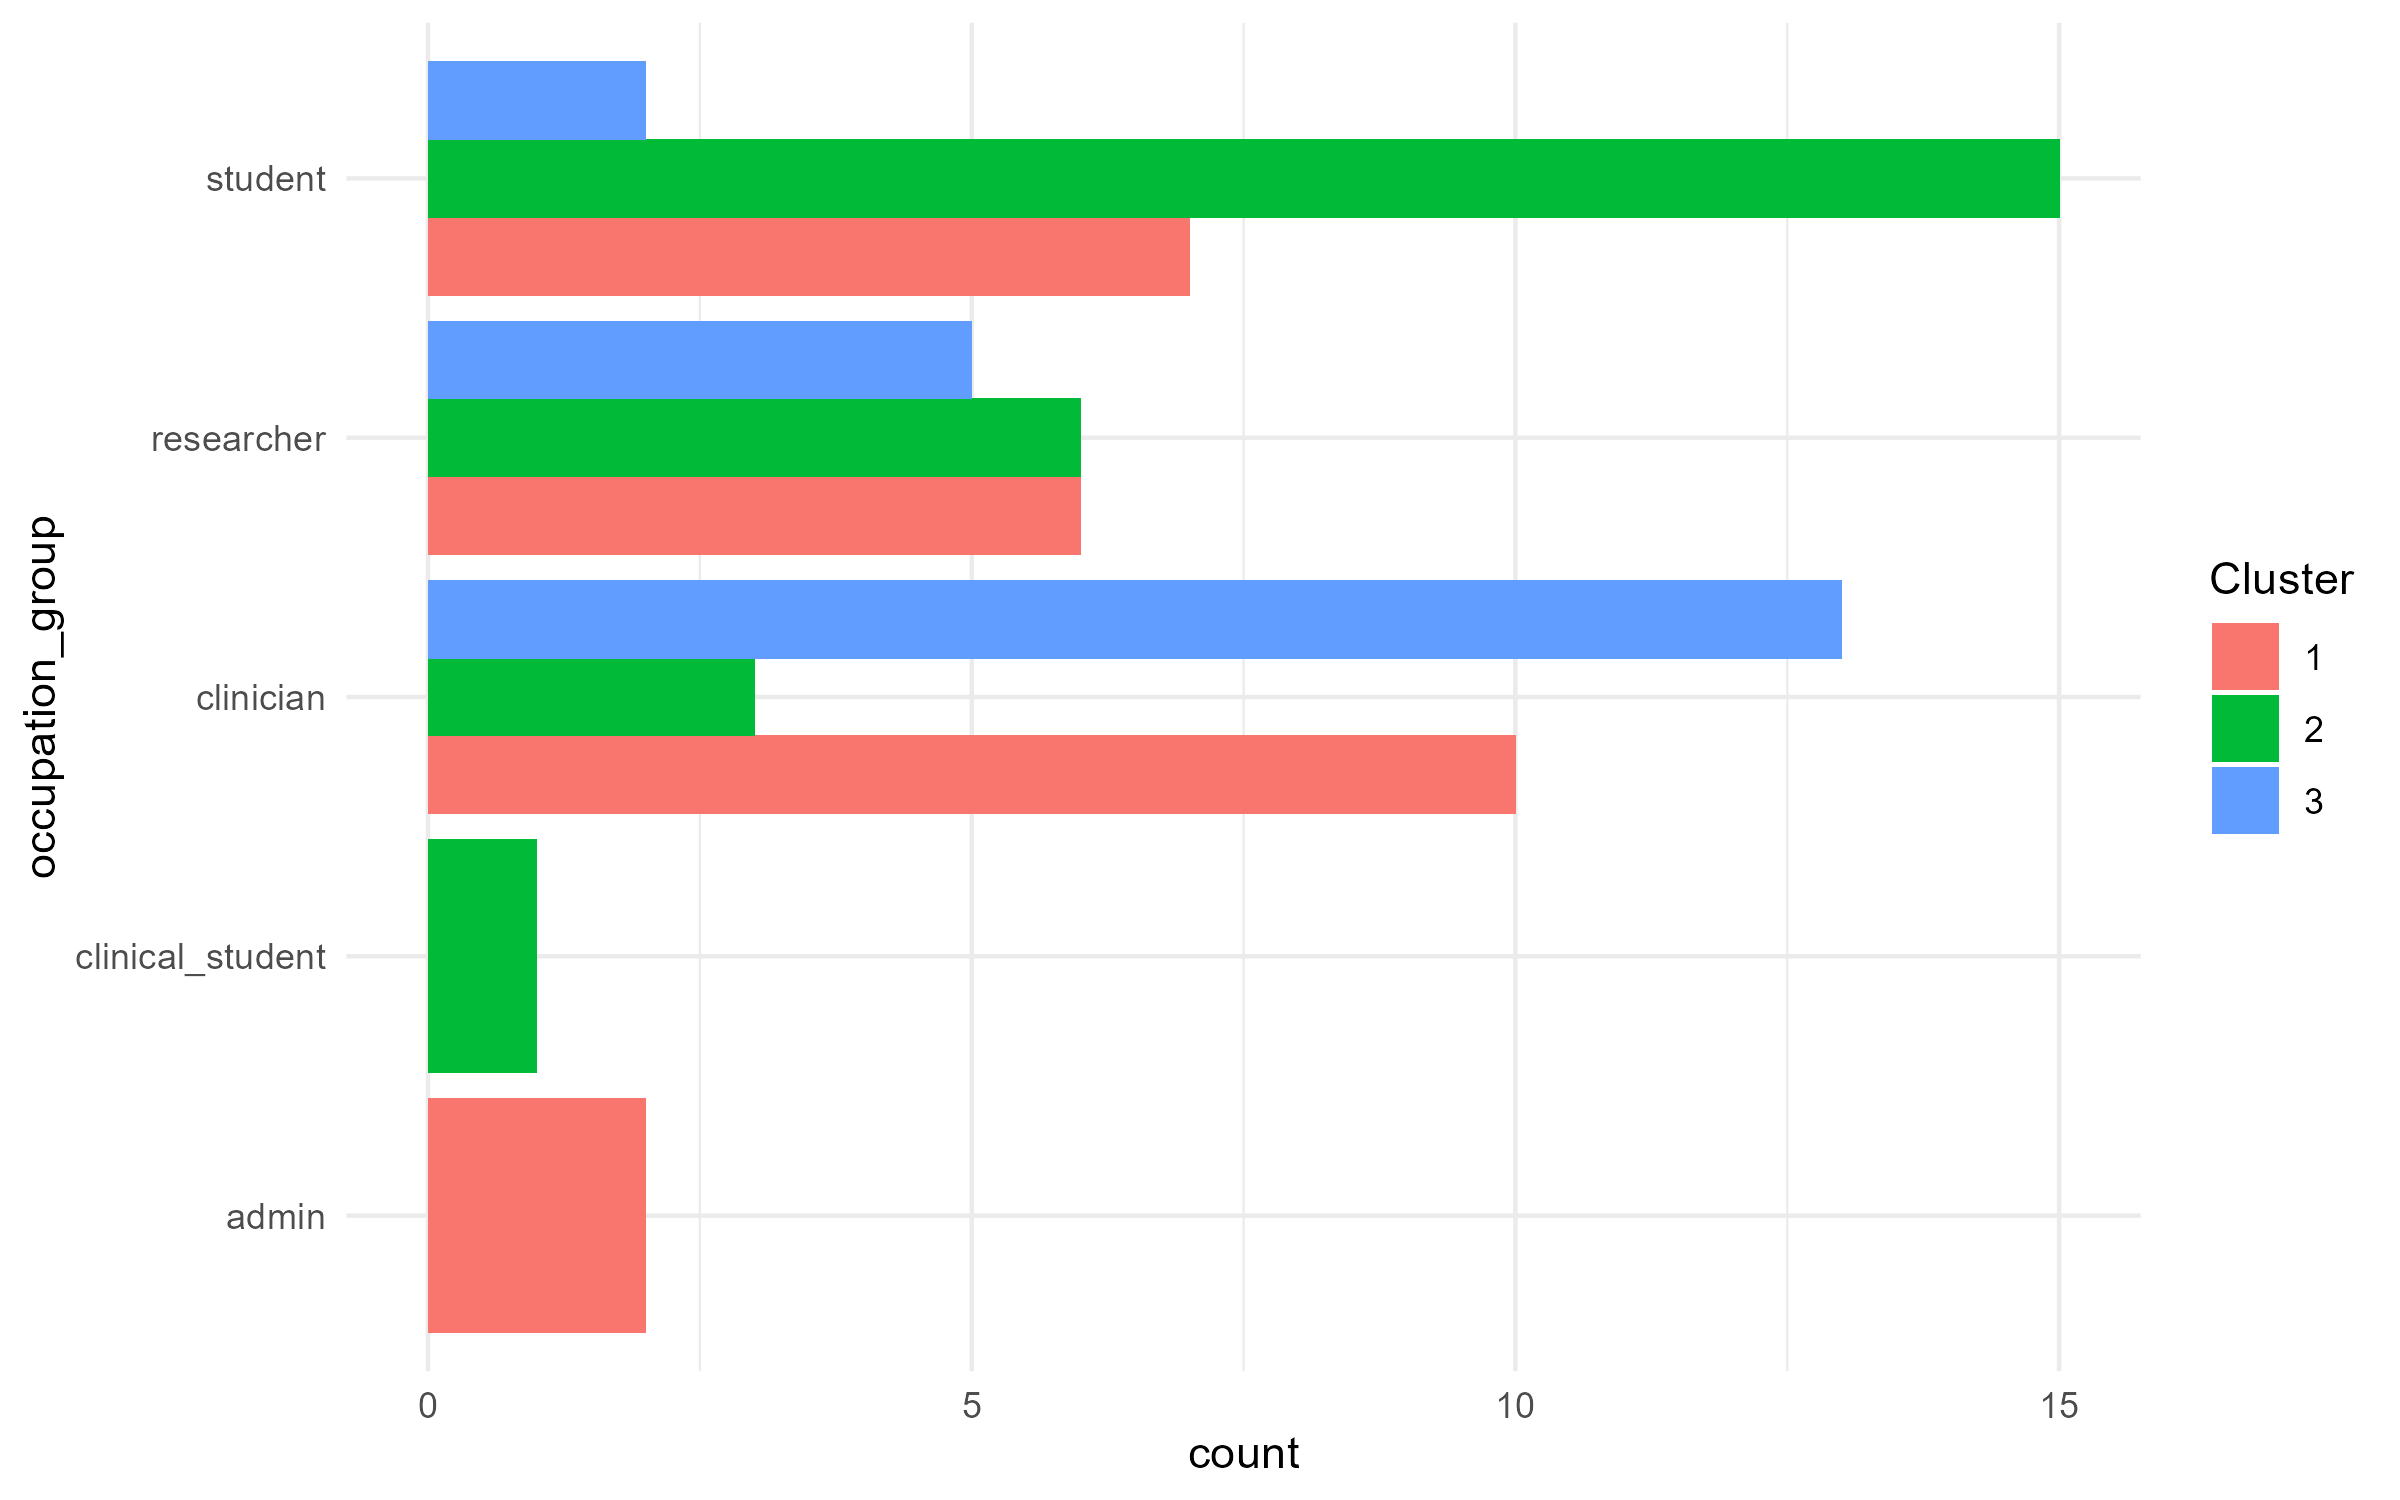 occupation_group
student
researcher
clinician
clinical_student
admin
0 5 10 15
count
Cluster
1
2
3